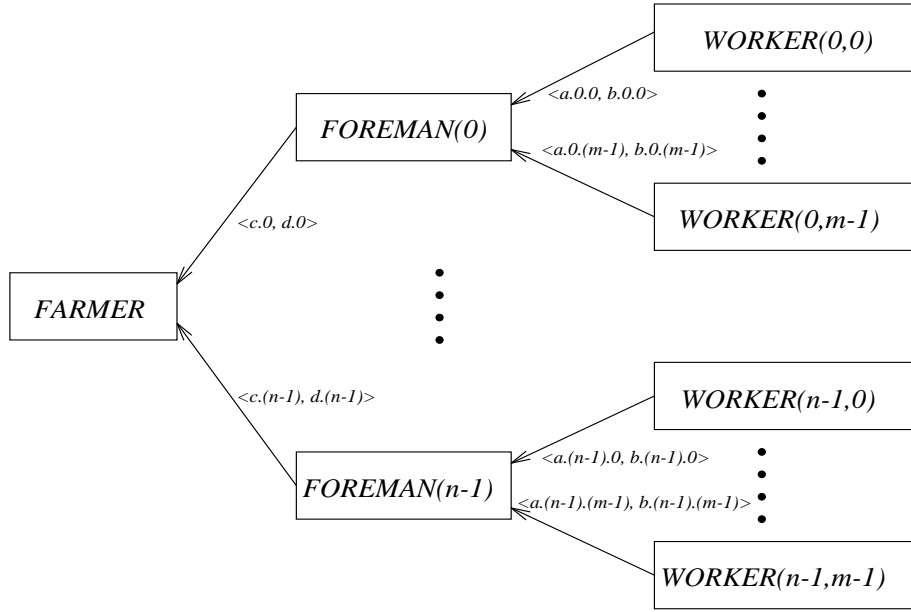 WORKER(0,0)
<a.0.0, b.0.0>
FOREMAN(0)
<a.0.(m-1), b.0.(m-1)>
WORKER(0,m-1)
<c.0, d.0>
FARMER
<c.(n-1), d.(n-1)>
WORKER(n-1,0)
<a.(n-1).0, b.(n-1).0>
FOREMAN(n-1)
<a.(n-1).(m-1), b.(n-1).(m-1)>
WORKER(n-1,m-1)